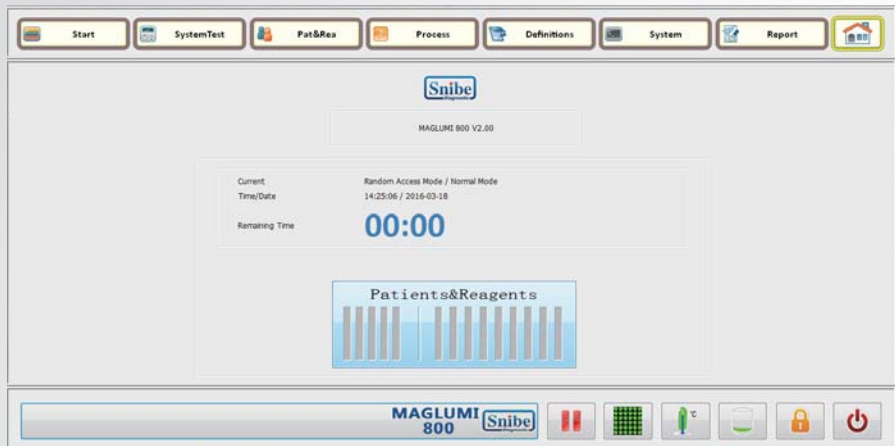 Start SystemTest Pat&Rea Process Definitions System Report
Snibe
Diagnostic
MAGLUMI 800 V2.00
Current Random Access Mode / Normal Mode
Time/Date 14:25:06 / 2016-03-18
Remaining Time 00:00
Patients&Reagents
MAGLUMI
800 Snibe
°C